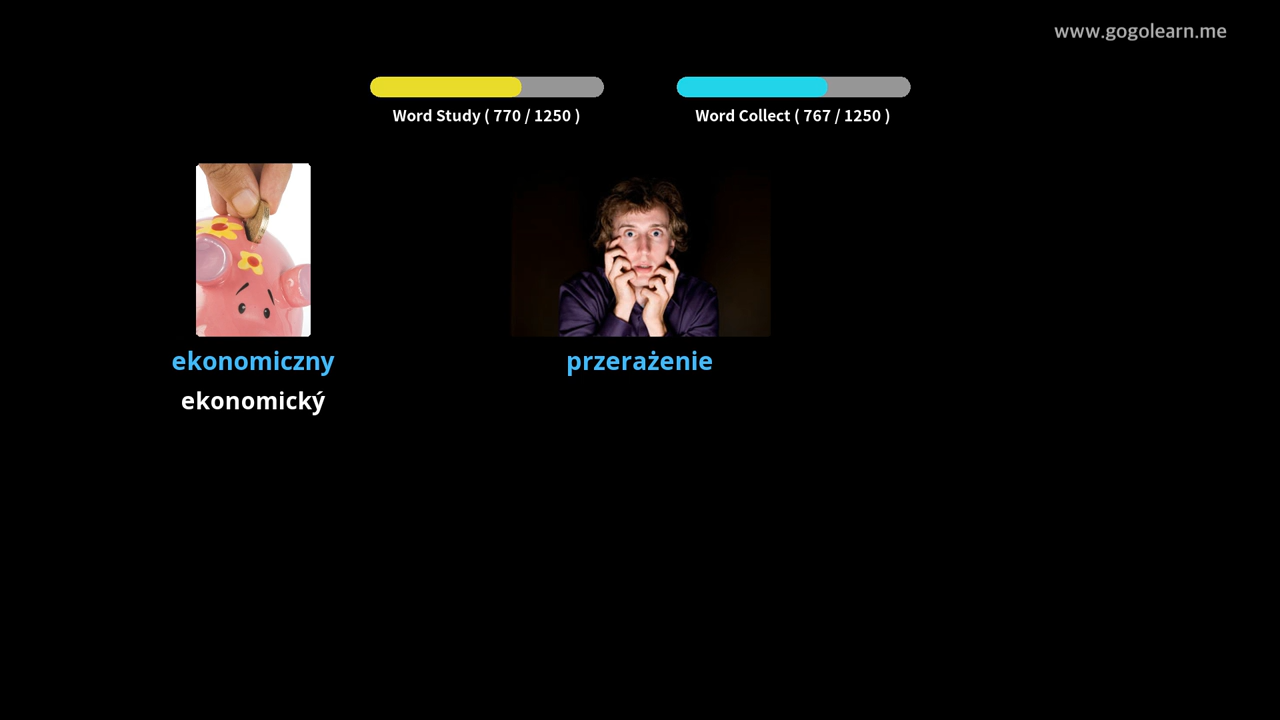 www.gogolearn.me
Word Study ( 770 / 1250 )
Word Collect ( 767 / 1250 )
ekonomiczny
przerażenie
ekonomický